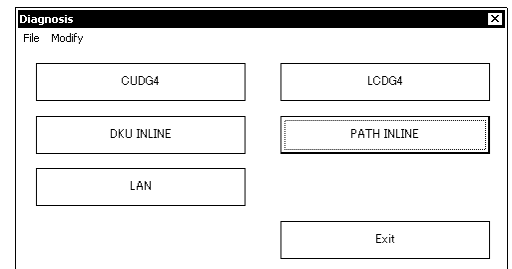 Diagnosis
File Modify
CUDG4 LCDG4
DKU INLINE PATH INLINE
LAN
Exit